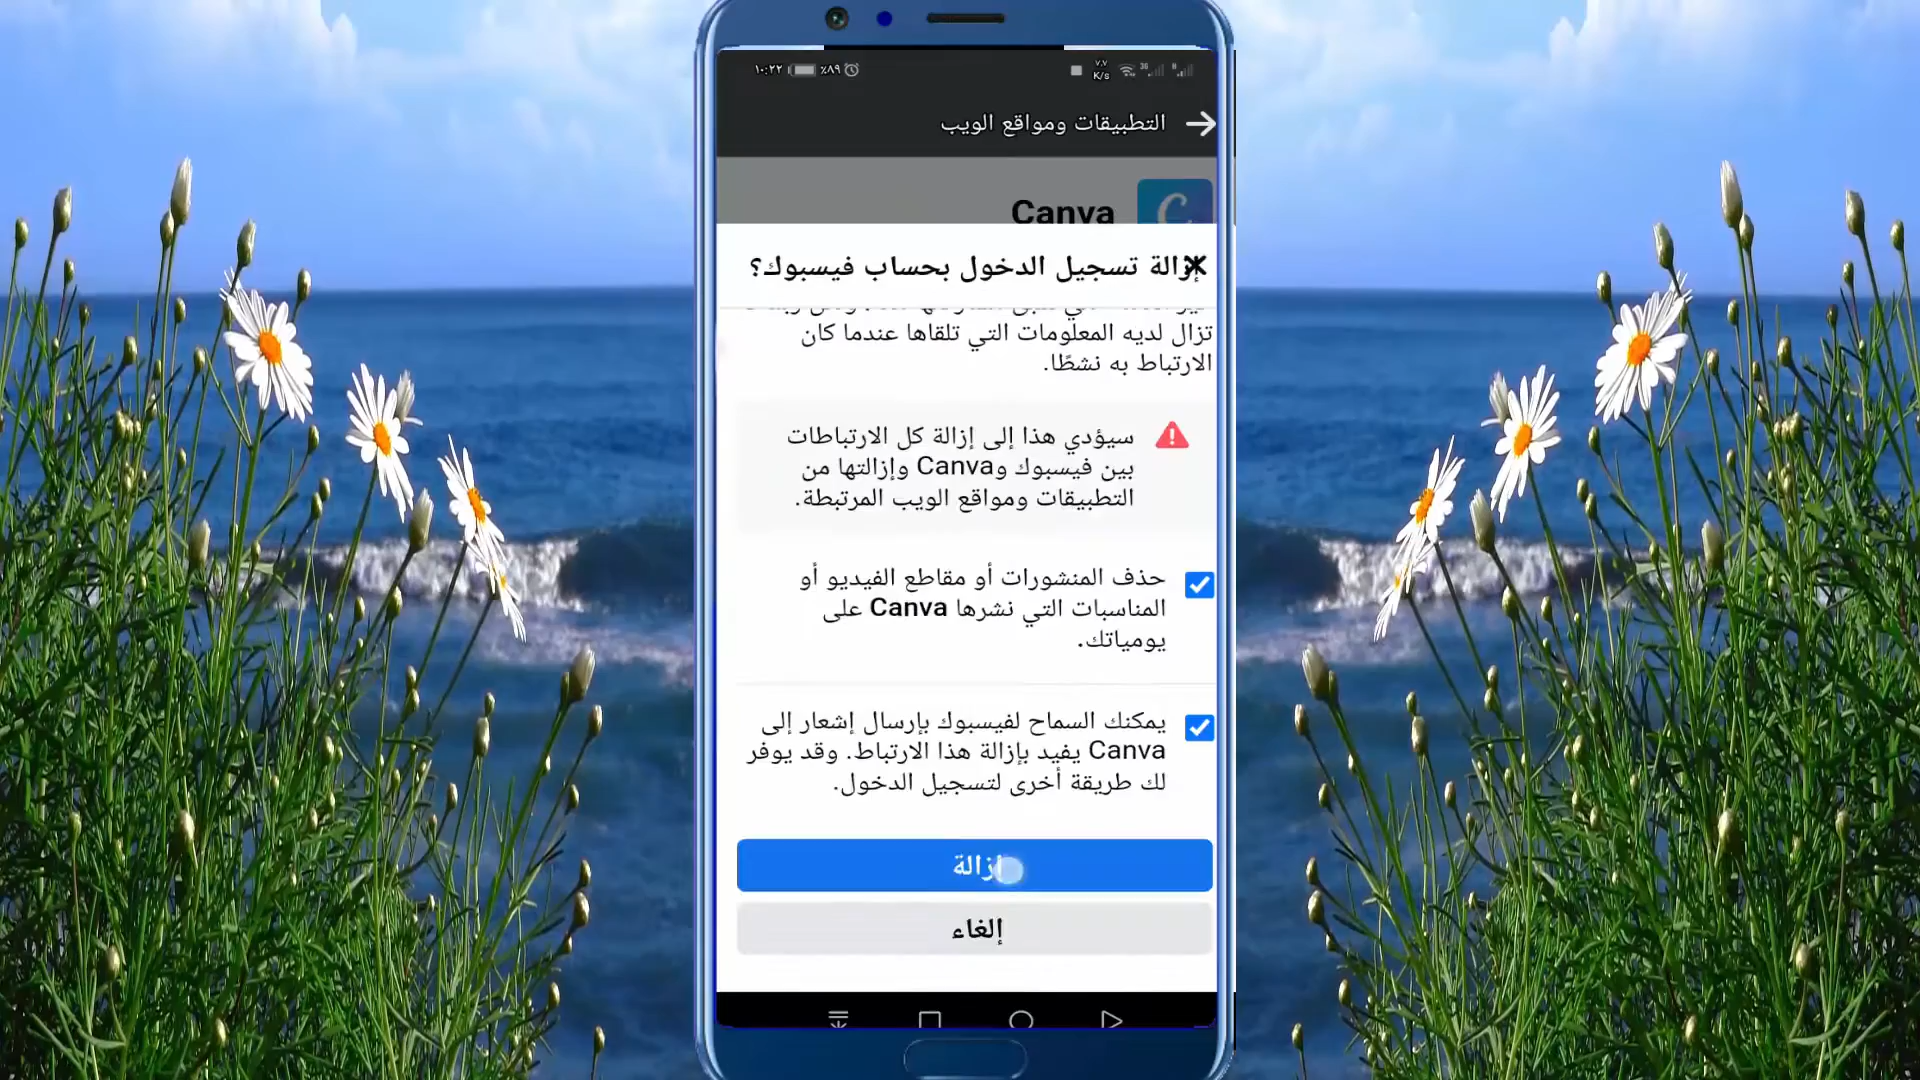 ١٠:٢٢ ٪٨٩ ٧,٧ K/s 3G
التطبيقات ومواقع الويب
Canva
إزالة تسجيل الدخول بحساب فيسبوك؟
تزال لديه المعلومات التي تلقاها عندما كان
الارتباط به نشطًا.
سيؤدي هذا إلى إزالة كل الارتباطات
بين فيسبوك وCanva وإزالتها من
التطبيقات ومواقع الويب المرتبطة.
حذف المنشورات أو مقاطع الفيديو أو
المناسبات التي نشرها Canva على
يومياتك.
يمكنك السماح لفيسبوك بإرسال إشعار إلى
Canva يفيد بإزالة هذا الارتباط. وقد يوفر
لك طريقة أخرى لتسجيل الدخول.
إزالة
إلغاء